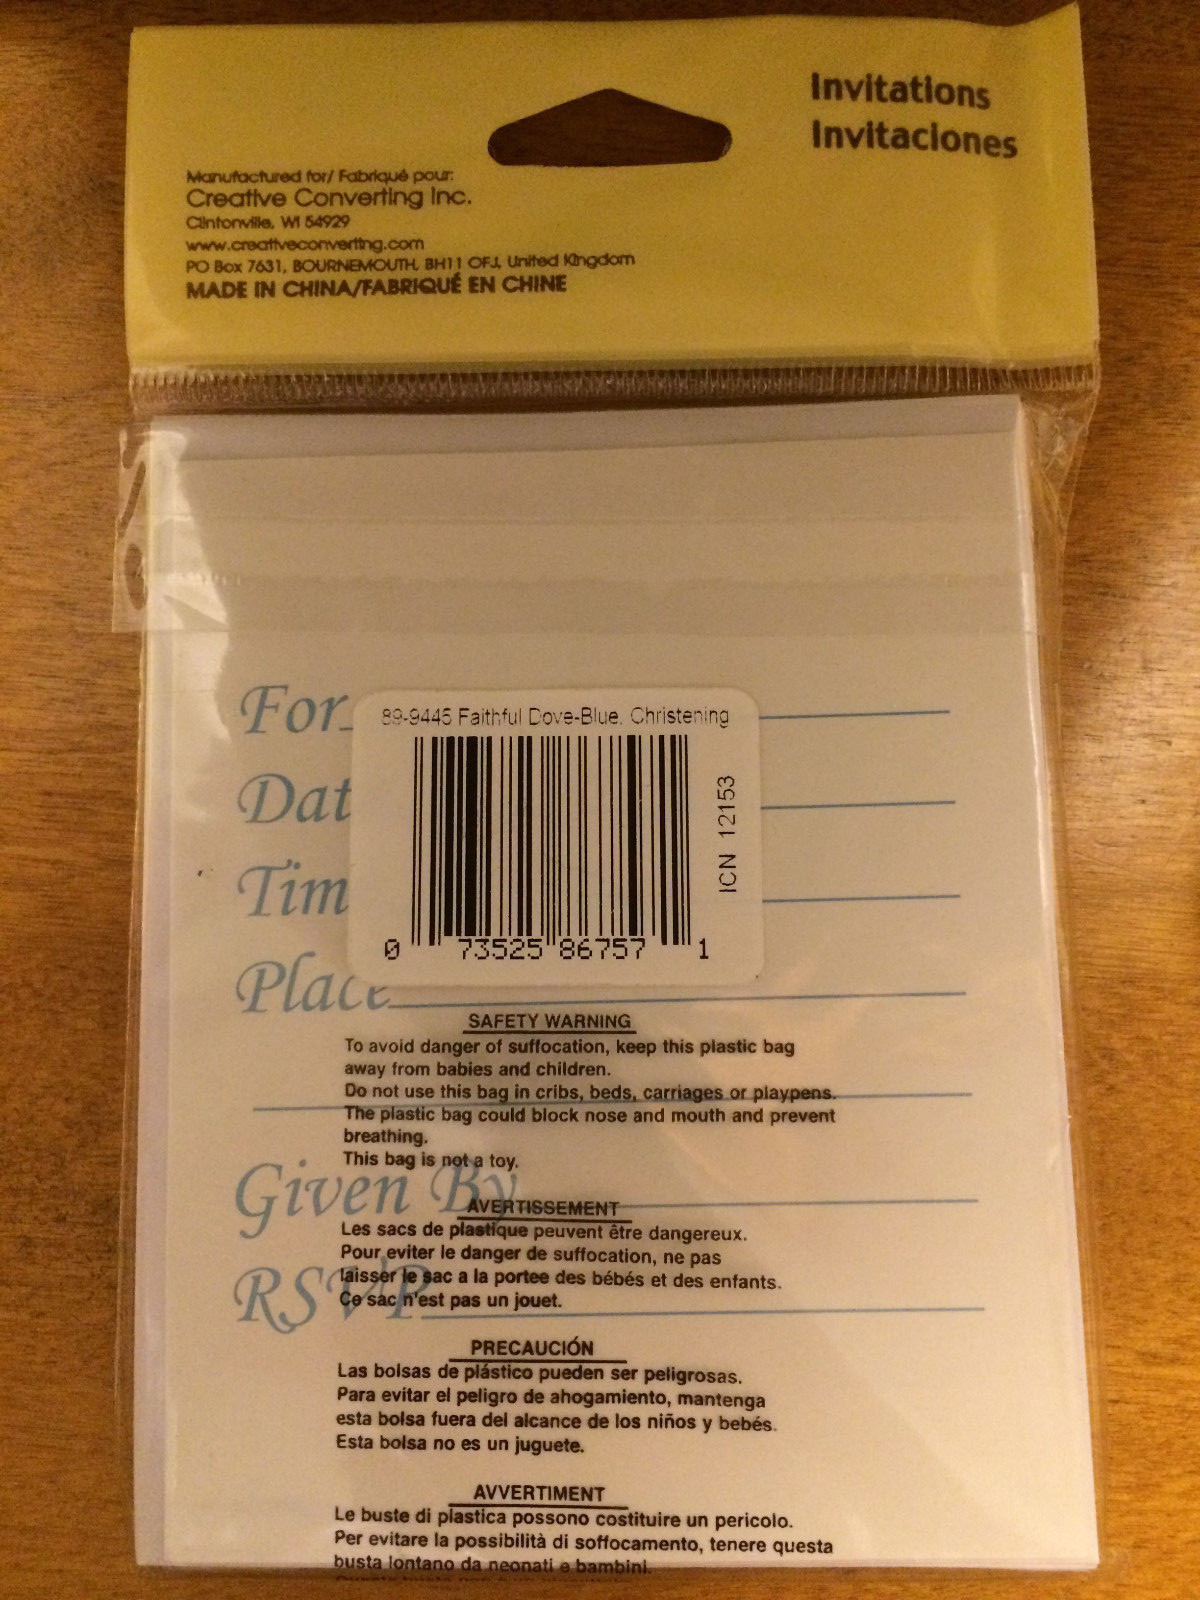 Invitations
Invitaciones
Manufactured for/ Fabriqué pour:
Creative Converting Inc.
Clintonville, WI 54929
www.creativeconverting.com
PO Box 7631, BOURNEMOUTH, BH11 OFJ, United Kingdom
MADE IN CHINA/FABRIQUÉ EN CHINE
For
89-9445 Faithful Dove-Blue. Christening
Dat
ICN 12153
Tim
0 73525 86757 1
Place
SAFETY WARNING
To avoid danger of suffocation, keep this plastic bag
away from babies and children.
Do not use this bag in cribs, beds, carriages or playpens.
The plastic bag could block nose and mouth and prevent
breathing.
This bag is not a toy.
Given By
AVERTISSEMENT
Les sacs de plastique peuvent être dangereux.
Pour eviter le danger de suffocation, ne pas
laisser le sac a la portee des bébés et des enfants.
Ce sac n'est pas un jouet.
RSVP
PRECAUCIÓN
Las bolsas de plástico pueden ser peligrosas.
Para evitar el peligro de ahogamiento, mantenga
esta bolsa fuera del alcance de los niños y bebés.
Esta bolsa no es un juguete.
AVVERTIMENT
Le buste di plastica possono costituire un pericolo.
Per evitare la possibilità di soffocamento, tenere questa
busta lontano da neonati e bambini.